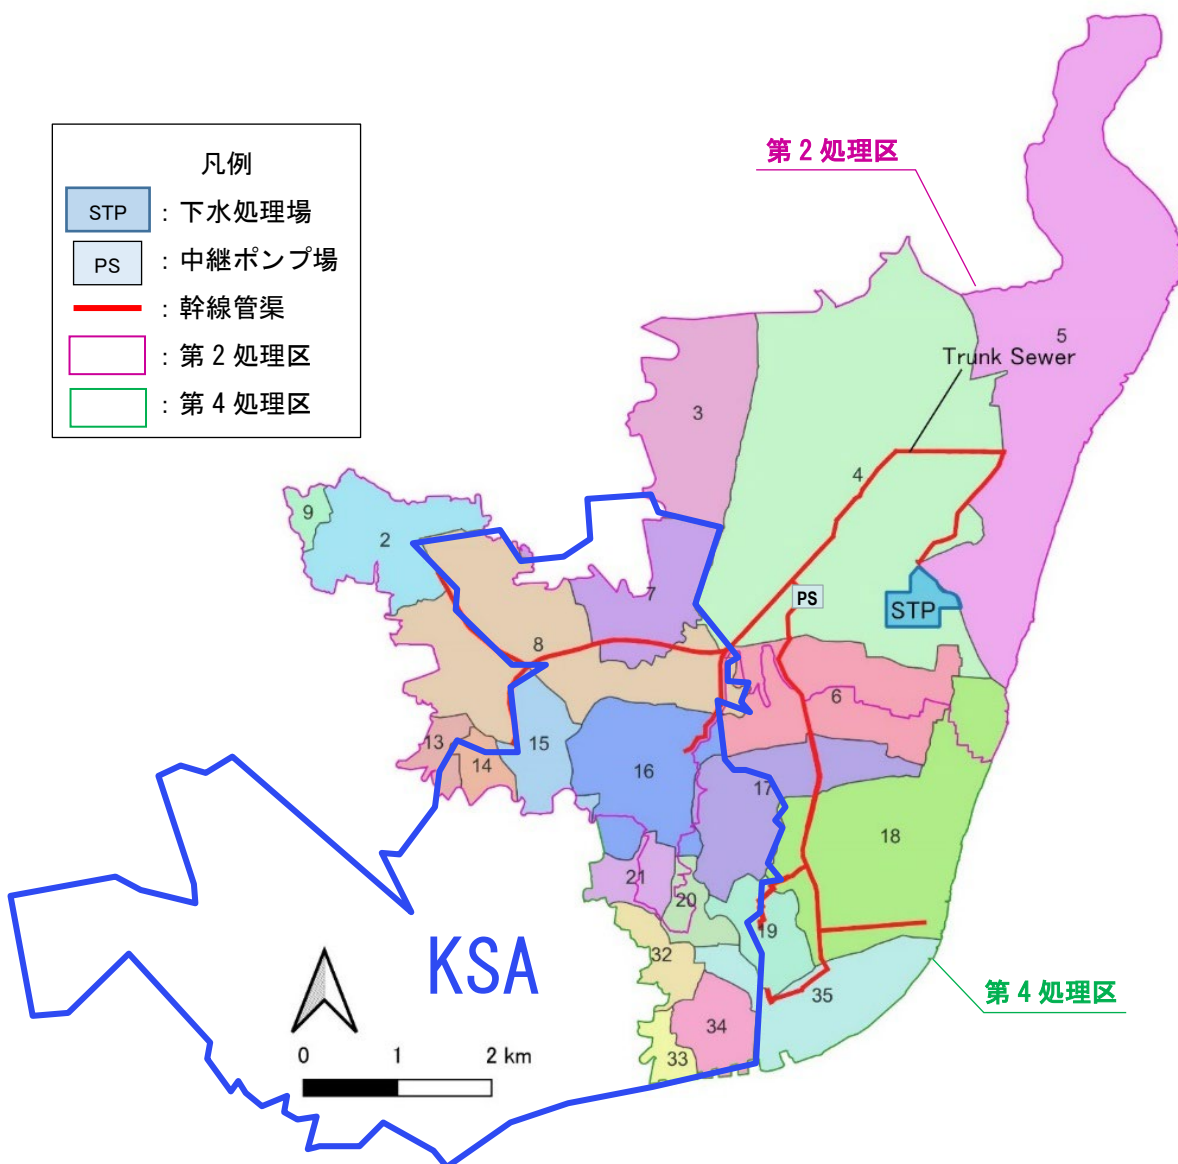 第2処理区
凡例
STP : 下水処理場
PS : 中継ポンプ場
: 幹線管渠
: 第2処理区
: 第4処理区
5
Trunk Sewer
3
4
9
2
PS
7
STP
8
6
13
14
15
16
17
18
21
20
19
32
KSA
35
第4処理区
34
33
0 1 2 km